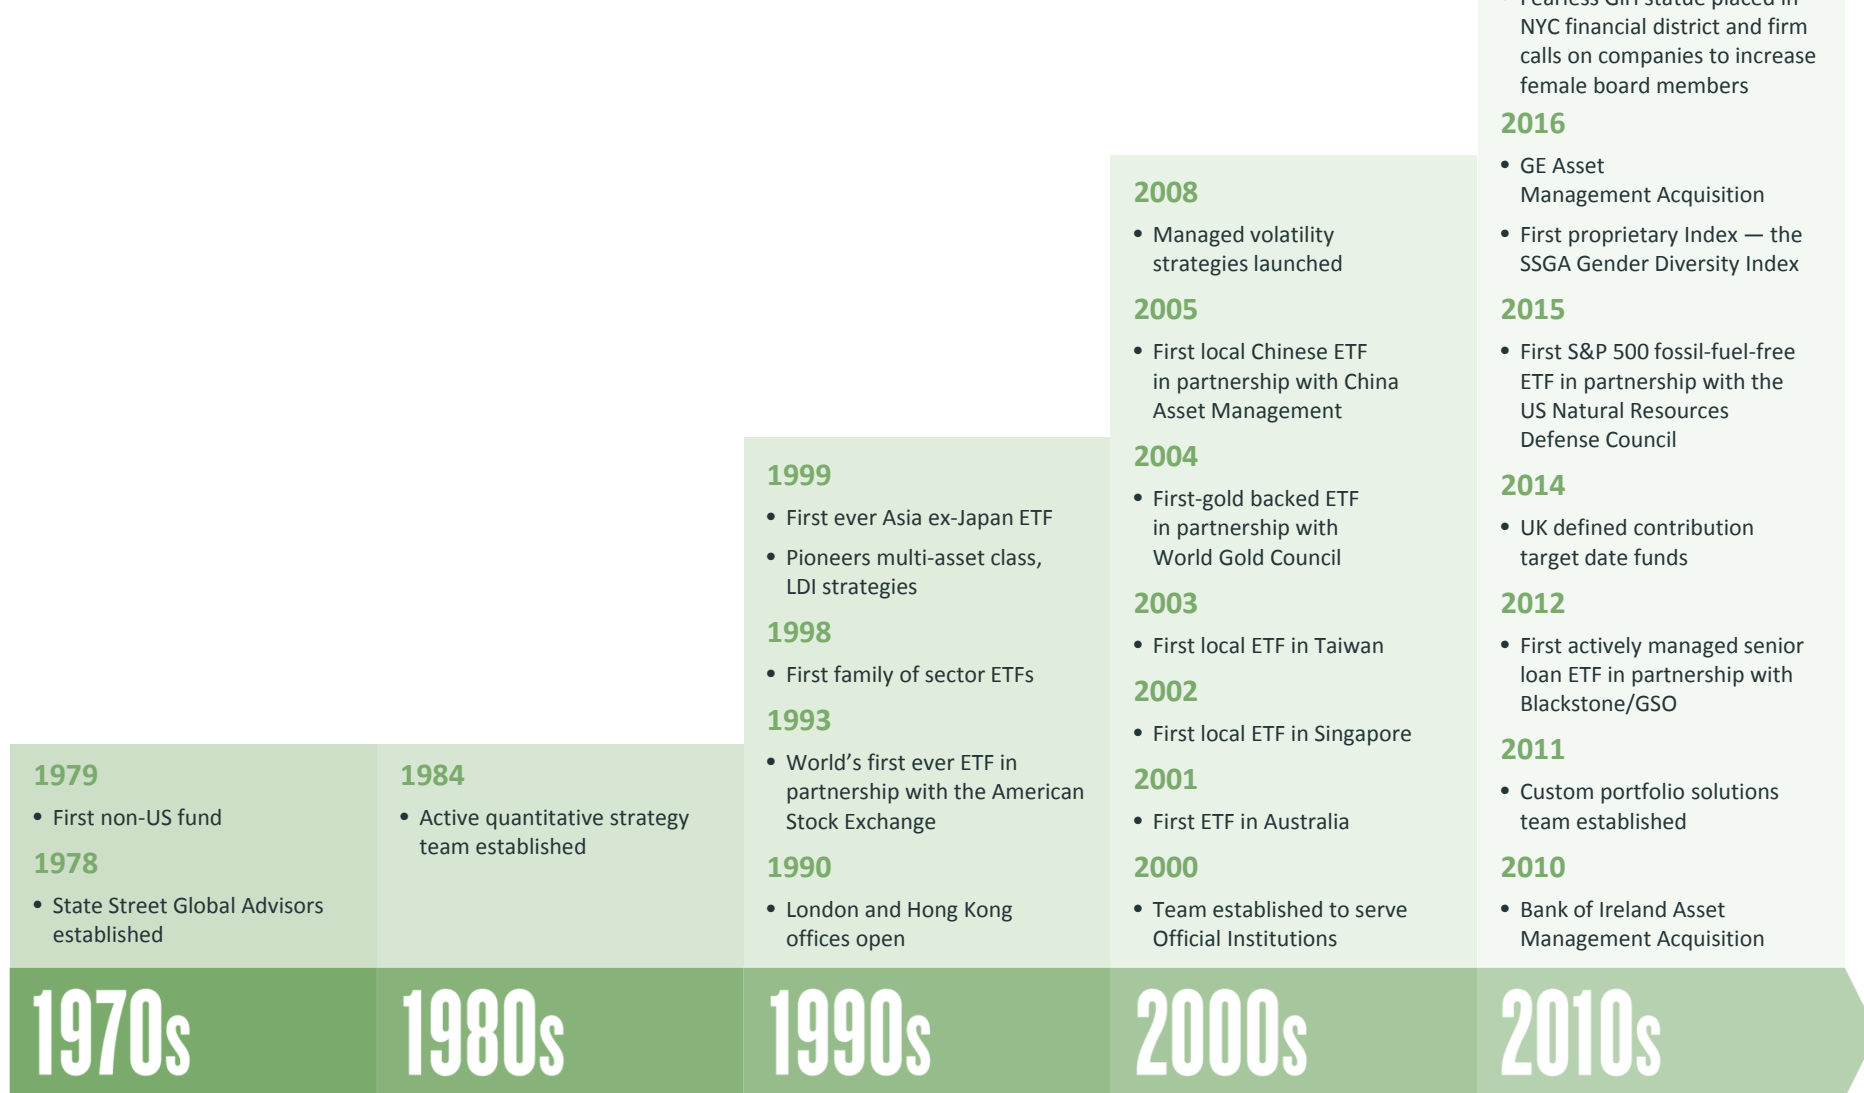 1979
• First non-US fund
1978
• State Street Global Advisors
established
1970s
1984
• Active quantitative strategy
team established
1980s
1999
• First ever Asia ex-Japan ETF
• Pioneers multi-asset class,
LDI strategies
1998
• First family of sector ETFs
1993
• World’s first ever ETF in
partnership with the American
Stock Exchange
1990
• London and Hong Kong
offices open
1990s
2008
• Managed volatility
strategies launched
2005
• First local Chinese ETF
in partnership with China
Asset Management
2004
• First-gold backed ETF
in partnership with
World Gold Council
2003
• First local ETF in Taiwan
2002
• First local ETF in Singapore
2001
• First ETF in Australia
2000
• Team established to serve
Official Institutions
2000s
• Fearless Girl statue placed in
NYC financial district and firm
calls on companies to increase
female board members
2016
• GE Asset
Management Acquisition
• First proprietary Index — the
SSGA Gender Diversity Index
2015
• First S&P 500 fossil-fuel-free
ETF in partnership with the
US Natural Resources
Defense Council
2014
• UK defined contribution
target date funds
2012
• First actively managed senior
loan ETF in partnership with
Blackstone/GSO
2011
• Custom portfolio solutions
team established
2010
• Bank of Ireland Asset
Management Acquisition
2010s